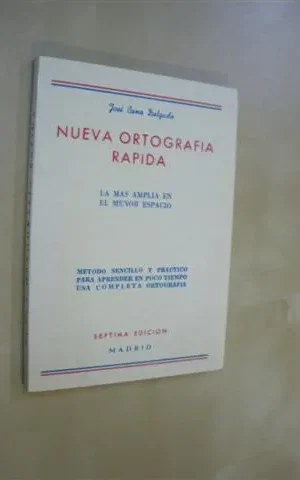 José Cano Delgado
NUEVA ORTOGRAFIA
RAPIDA
LA MAS AMPLIA EN
EL MENOR ESPACIO
METODO SENCILLO Y PRACTICO
PARA APRENDER EN POCO TIEMPO
UNA COMPLETA ORTOGRAFIA
SEPTIMA EDICION
MADRID